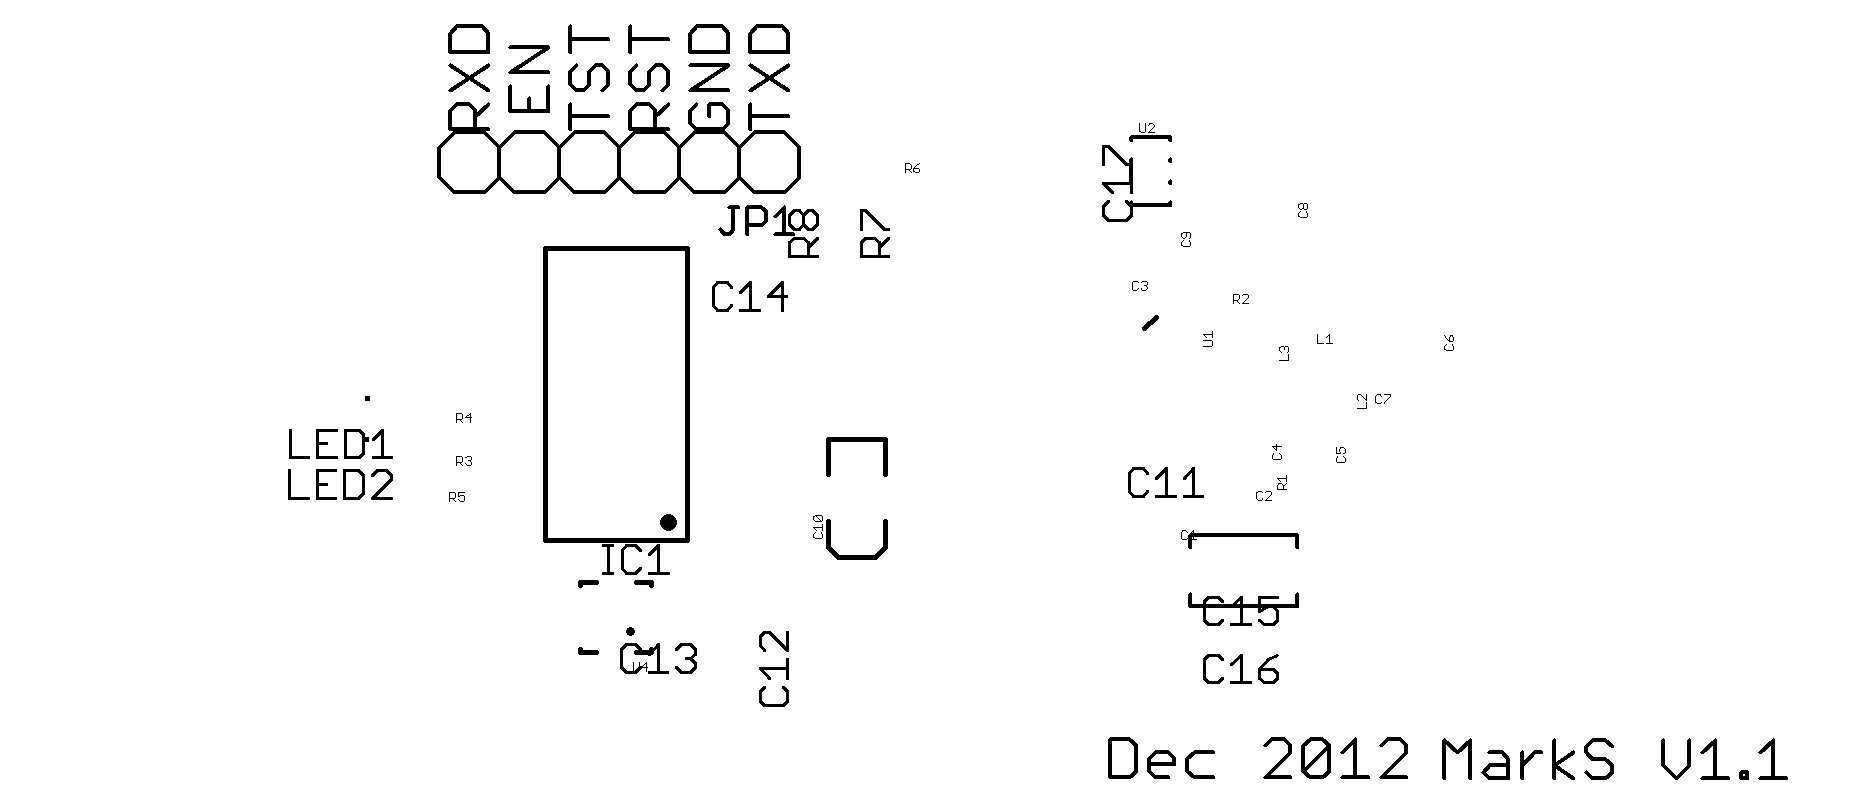 RXD
EN
TST
RST
GND
TXD
U2
R6
C17
C8
JP1
R8
R7
C9
C14
C3
R2
U1
L3
L1
C6
L2
C7
R4
LED1
R3
LED2
R5
C10
C11
C4
C5
R1
C2
C1
IC1
C15
C13
U4
C12
C16
Dec 2012 MarkS V1.1